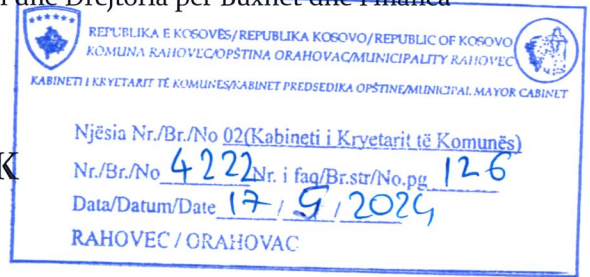 dhe Drejtoria për Buxhet dhe Financa
REPUBLIKA E KOSOVËS/REPUBLIKA KOSOVO/REPUBLIC OF KOSOVO
KOMUNA RAHOVEC/OPŠTINA ORAHOVAC/MUNICIPALITY RAHOVEC
KABINETI I KRYETARIT TË KOMUNËS/KABINET PREDSEDIKA OPŠTINE/MUNICIPAL MAYOR CABINET
Njësia Nr./Br./No 02(Kabineti i Kryetarit të Komunës)
K
Nr./Br./No 4222 Nr. i faq/Br.str/No.pg 126
Data/Datum/Date 17 / 9 / 2024
RAHOVEC / ORAHOVAC